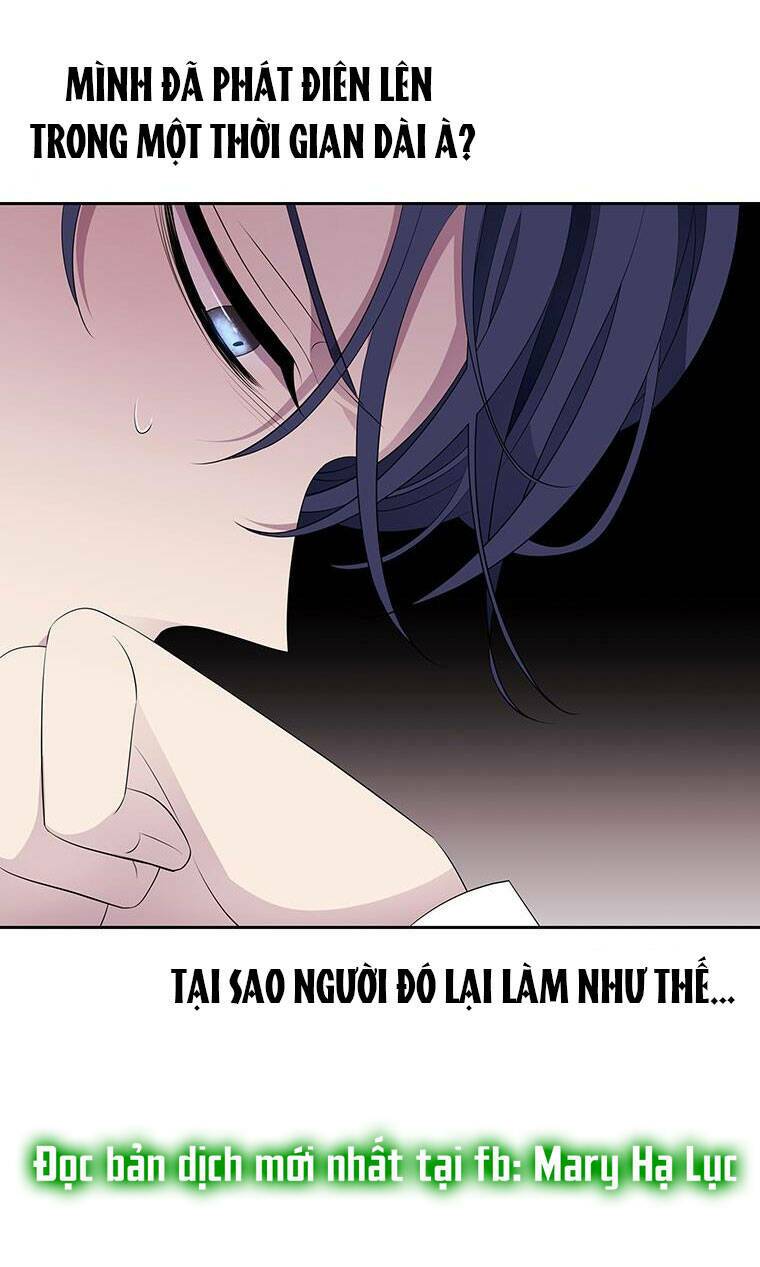 MÌNH ĐÃ PHÁT ĐIÊN LÊN
TRONG MỘT THỜI GIAN DÀI À?
TẠI SAO NGƯỜI ĐÓ LẠI LÀM NHƯ THẾ...
Đọc bản dịch mới nhất tại fb: Mary Hạ Lục